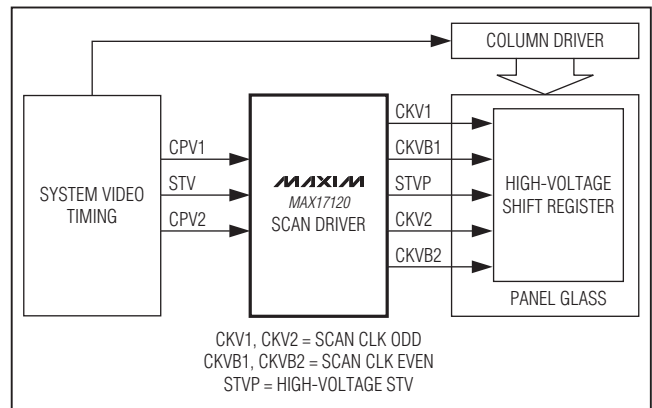 COLUMN DRIVER
SYSTEM VIDEO
TIMING
CPV1
STV
CPV2
MAXIM
MAX17120
SCAN DRIVER
CKV1
CKVB1
STVP
CKV2
CKVB2
HIGH-VOLTAGE
SHIFT REGISTER
PANEL GLASS
CKV1, CKV2 = SCAN CLK ODD
CKVB1, CKVB2 = SCAN CLK EVEN
STVP = HIGH-VOLTAGE STV